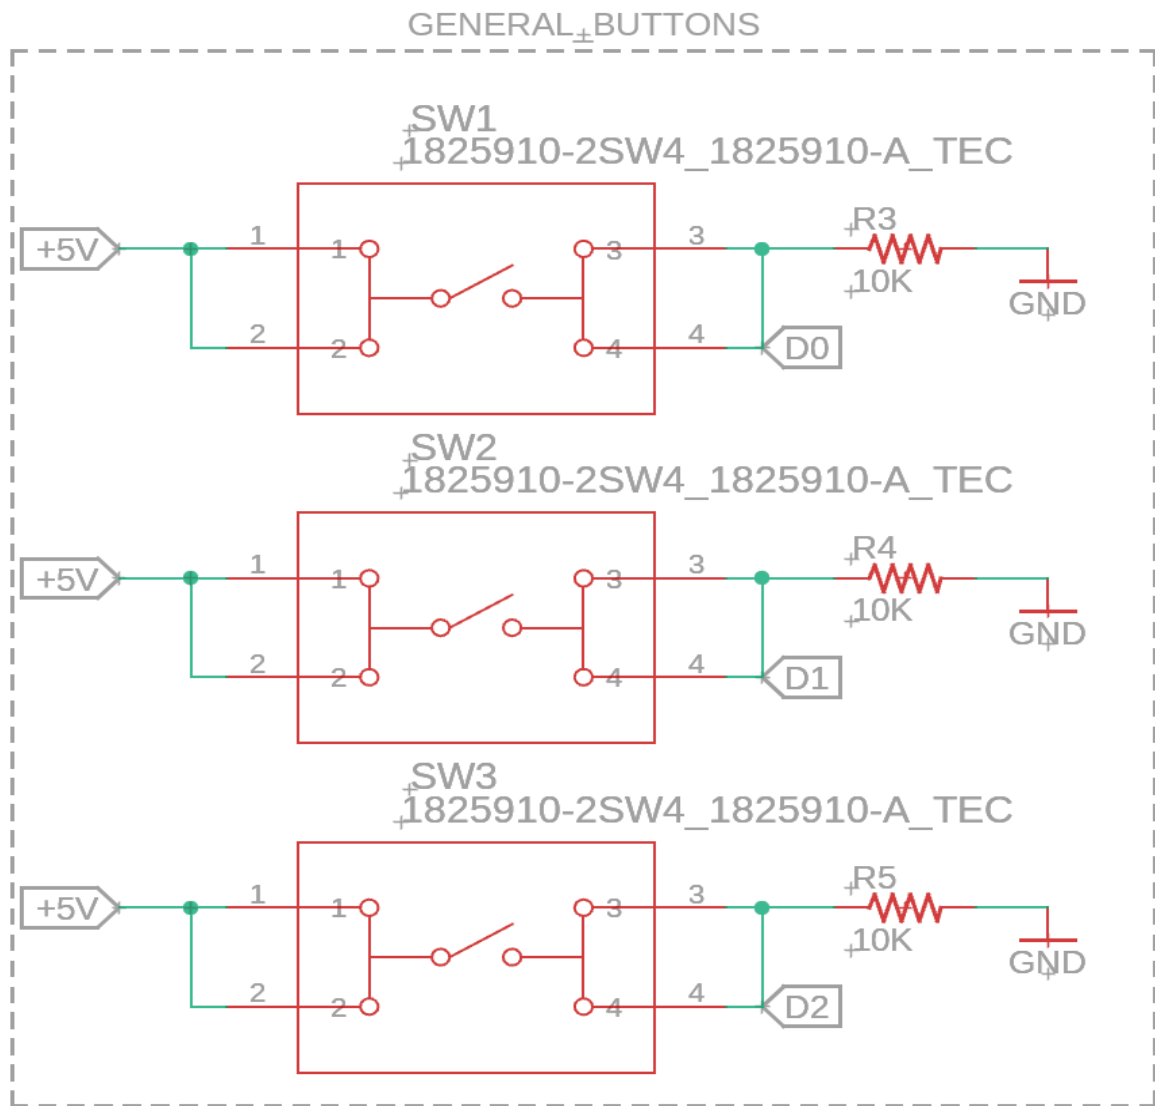 GENERAL_BUTTONS
SW1
1825910-2SW4_1825910-A_TEC
+5V
1
1
3
3
R3
10K
GND
2
2
4
4
D0
SW2
1825910-2SW4_1825910-A_TEC
+5V
1
1
3
3
R4
10K
GND
2
2
4
4
D1
SW3
1825910-2SW4_1825910-A_TEC
+5V
1
1
3
3
R5
10K
GND
2
2
4
4
D2